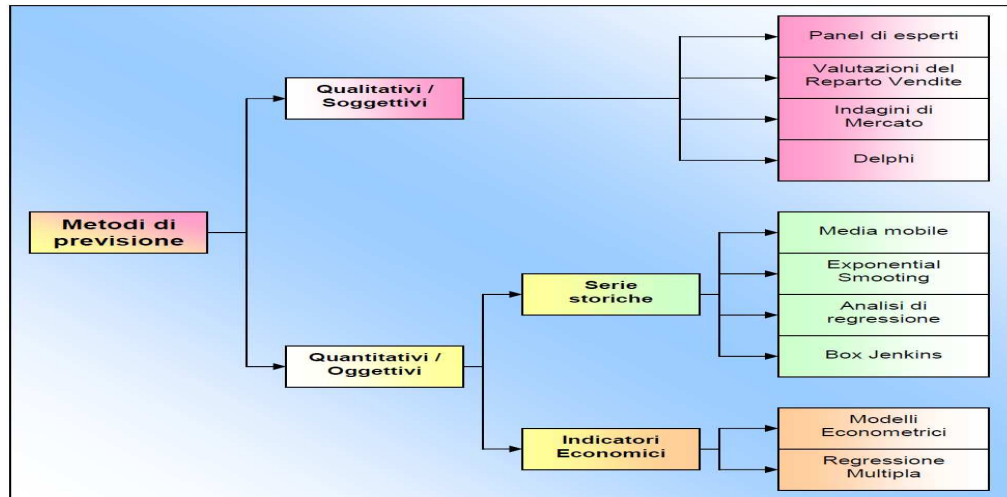 Panel di esperti
Qualitativi /
Soggettivi
Valutazioni del
Reparto Vendite
Indagini di
Mercato
Delphi
Metodi di
previsione
Media mobile
Serie
storiche
Exponential
Smooting
Analisi di
regressione
Quantitativi /
Oggettivi
Box Jenkins
Indicatori
Economici
Modelli
Econometrici
Regressione
Multipla